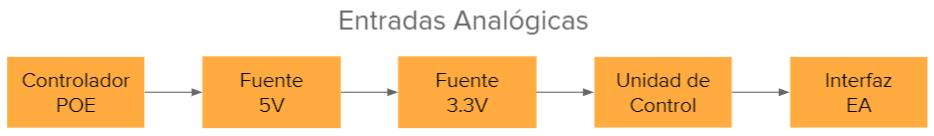 Entradas Analógicas
Controlador
POE
Fuente
5V
Fuente
3.3V
Unidad de
Control
Interfaz
EA